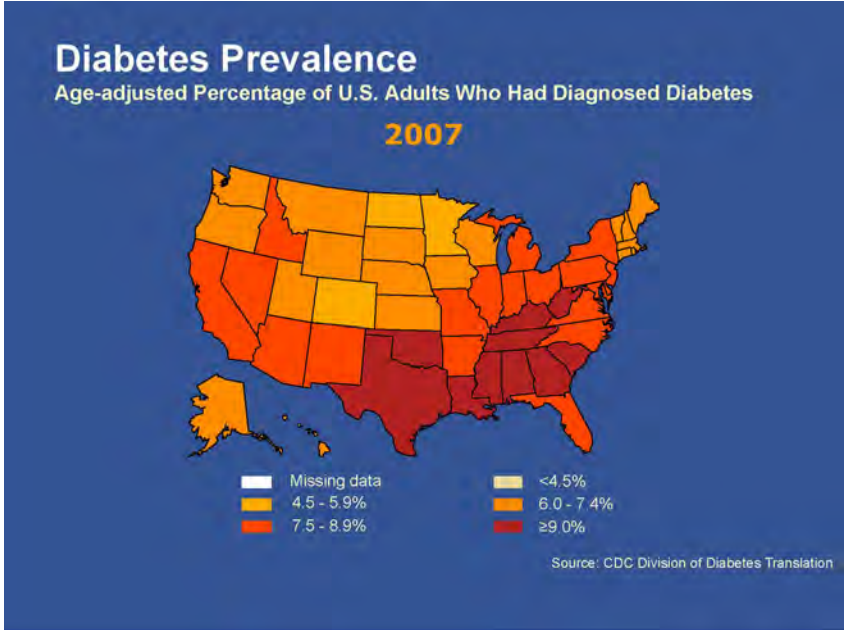 Diabetes Prevalence
Age-adjusted Percentage of U.S. Adults Who Had Diagnosed Diabetes
2007
Missing data
<4.5%
4.5 - 5.9%
6.0 - 7.4%
7.5 - 8.9%
≥9.0%
Source: CDC Division of Diabetes Translation